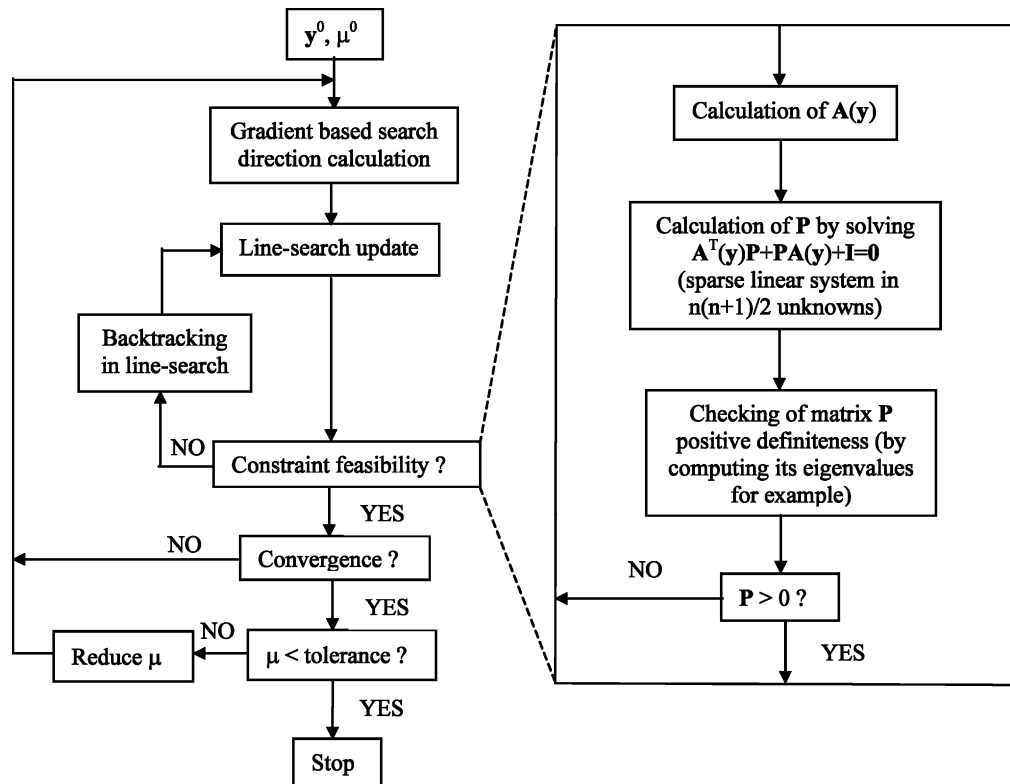 y⁰, μ⁰
Gradient based search
direction calculation
Line-search update
Backtracking
in line-search
NO
Constraint feasibility ?
YES
NO
Convergence ?
YES
NO
Reduce μ
μ < tolerance ?
YES
Stop
Calculation of A(y)
Calculation of P by solving
Aᵀ(y)P+PA(y)+I=0
(sparse linear system in
n(n+1)/2 unknowns)
Checking of matrix P
positive definiteness (by
computing its eigenvalues
for example)
NO
P > 0 ?
YES